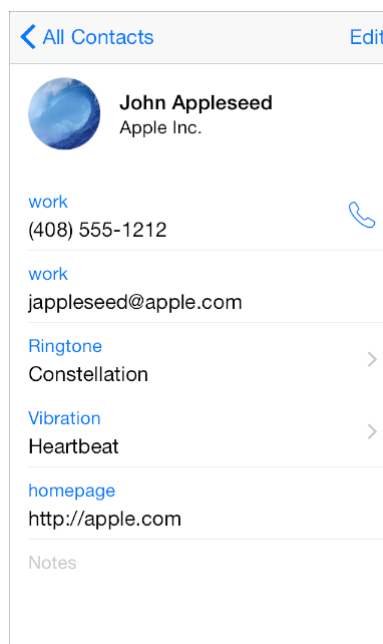 All Contacts
Edit
John Appleseed
Apple Inc.
work
(408) 555-1212
work
jappleseed@apple.com
Ringtone
Constellation
Vibration
Heartbeat
homepage
http://apple.com
Notes